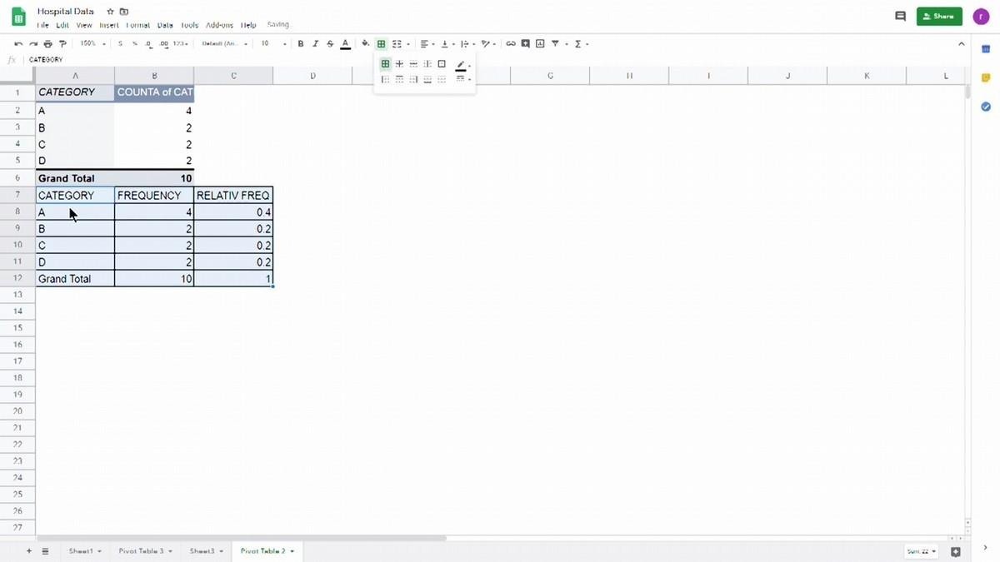 Hospital Data
File Edit View Insert Format Data Tools Add-ons Help Saving
Share
r
150% $ % .0 .00 123 Default (Ari... 10 B I S A Σ
fx CATEGORY
A B C D G H I J K L
1 CATEGORY COUNTA of CAT
2 A 4
3 B 2
4 C 2
5 D 2
6 Grand Total 10
7 CATEGORY FREQUENCY RELATIV FREQ
8 A 4 0.4
9 B 2 0.2
10 C 2 0.2
11 D 2 0.2
12 Grand Total 10 1
13
14
15
16
17
18
19
20
21
22
23
24
25
26
27
Sheet1 Pivot Table 3 Sheet3 Pivot Table 2 Sum: 22